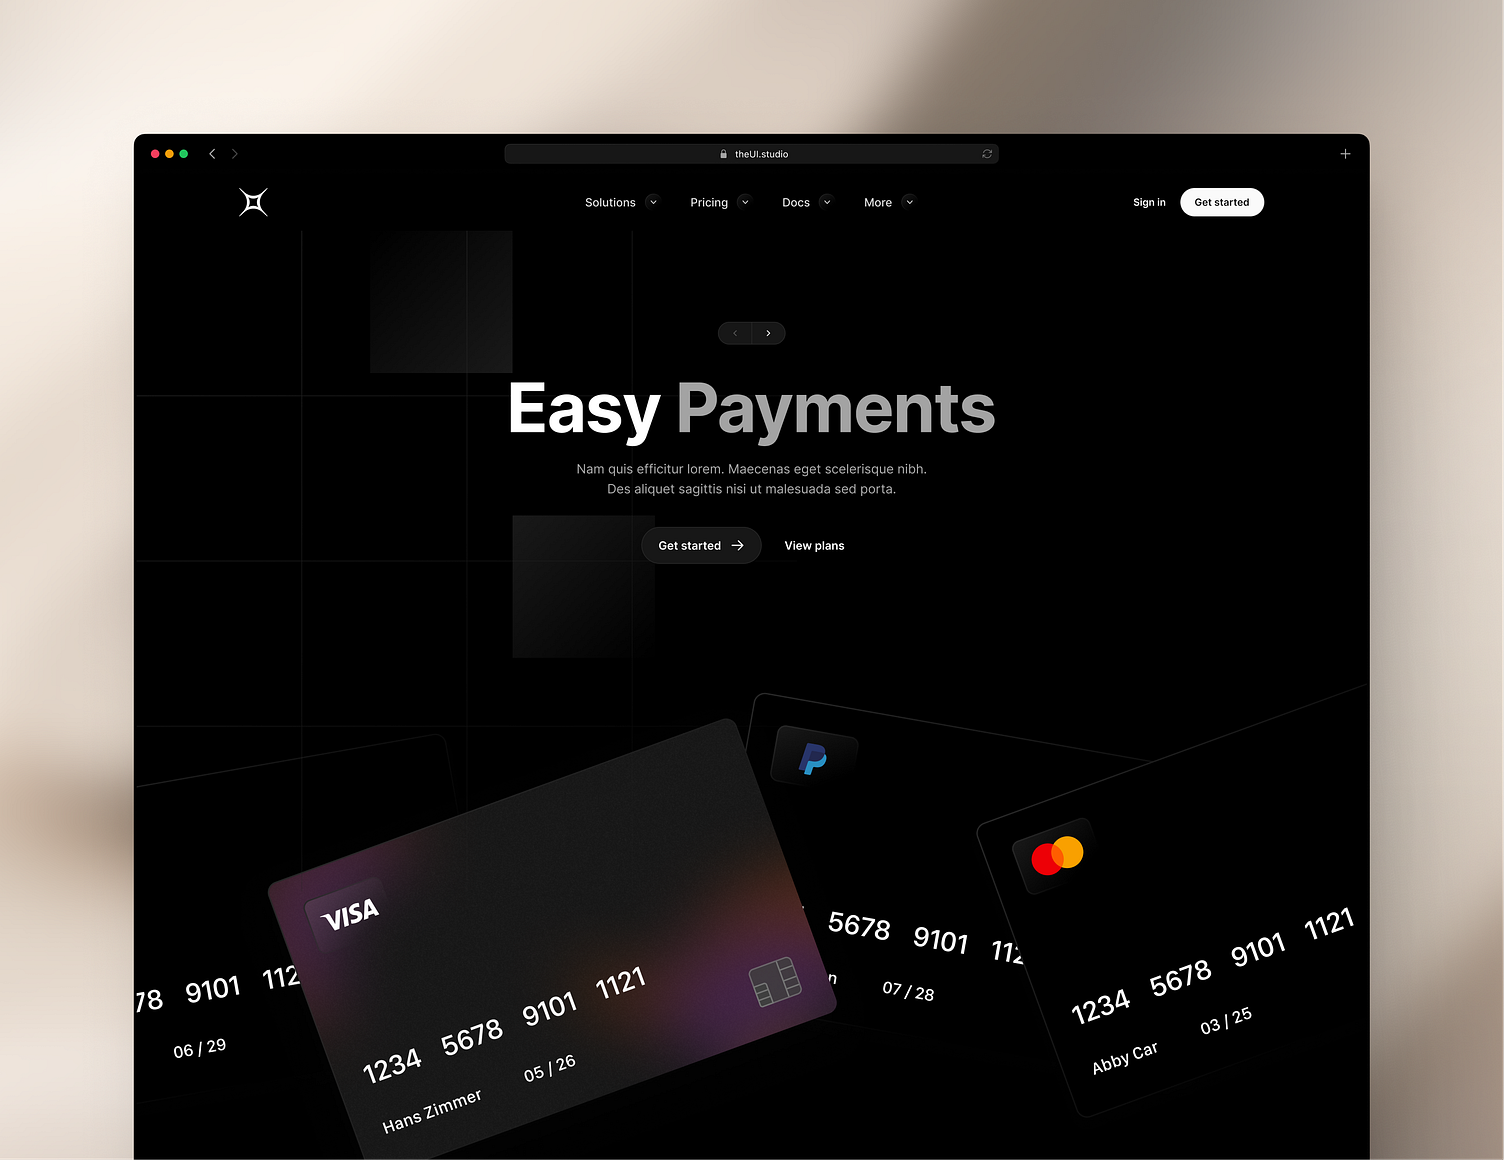 theUI.studio
Solutions
Pricing
Docs
More
Sign in
Get started
Easy Payments
Nam quis efficitur lorem. Maecenas eget scelerisque nibh.
Des aliquet sagittis nisi ut malesuada sed porta.
Get started
View plans
78 9101 112
06 / 29
VISA
1234 5678 9101 1121
Hans Zimmer
05 / 26
5678 9101 112
n
07 / 28
1234 5678 9101 1121
Abby Car
03 / 25